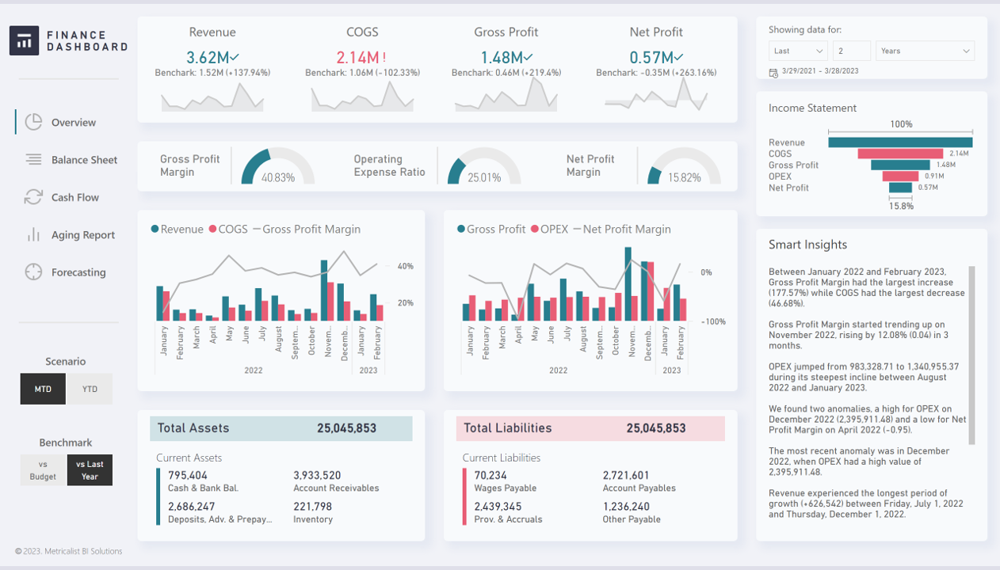 FINANCE
DASHBOARD
Overview
Balance Sheet
Cash Flow
Aging Report
Forecasting
Scenario
MTD
YTD
Benchmark
vs
Budget
vs Last
Year
© 2023. Metricalist BI Solutions
Revenue
3.62M
Benchark: 1.52M (+137.94%)
COGS
2.14M !
Benchark: 1.06M (-102.33%)
Gross Profit
1.48M
Benchark: 0.46M (+219.4%)
Net Profit
0.57M
Benchark: -0.35M (+263.16%)
Gross Profit
Margin
40.83%
Operating
Expense Ratio
25.01%
Net Profit
Margin
15.82%
Revenue COGS Gross Profit Margin
40%
20%
January
February
March
April
May
June
July
August
Septem...
October
Novem...
Decemb...
January
February
2022
2023
Gross Profit OPEX Net Profit Margin
0%
-100%
January
February
March
April
May
June
July
August
Septem...
October
Novem...
Decemb...
January
February
2022
2023
Total Assets 25,045,853
Current Assets
795,404
Cash & Bank Bal.
3,933,520
Account Receivables
2,686,247
Deposits, Adv. & Prepay...
221,798
Inventory
Total Liabilities 25,045,853
Current Liabilities
70,234
Wages Payable
2,721,601
Account Payables
2,439,345
Prov. & Accruals
1,236,240
Other Payable
Showing data for:
Last
2
Years
3/29/2021 - 3/28/2023
Income Statement
100%
Revenue
COGS 2.14M
Gross Profit 1.48M
OPEX 0.91M
Net Profit 0.57M
15.8%
Smart Insights
Between January 2022 and February 2023,
Gross Profit Margin had the largest increase
(177.57%) while COGS had the largest decrease
(46.68%).
Gross Profit Margin started trending up on
November 2022, rising by 12.08% (0.04) in 3
months.
OPEX jumped from 983,328.71 to 1,340,955.37
during its steepest incline between August
2022 and January 2023.
We found two anomalies, a high for OPEX on
December 2022 (2,395,911.48) and a low for Net
Profit Margin on April 2022 (-0.95).
The most recent anomaly was in December
2022, when OPEX had a high value of
2,395,911.48.
Revenue experienced the longest period of
growth (+626,542) between Friday, July 1, 2022
and Thursday, December 1, 2022.